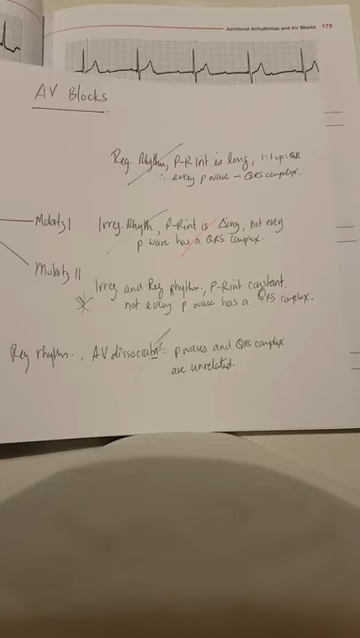 Junctional Arrhythmias and AV Blocks 179
AV Blocks
Reg. Rhythm, P-R Int is long, 1:1 p:QR
∴ every p wave - QRS complex.
Mobitz I Irreg. Rhythm, P-R int is Δing, not every
p wave has a QRS complex.
Mobitz II
Irreg and Reg rhythm, P-R int constant,
not every p wave has a QRS complex.
Reg rhythm. AV dissociatn: p waves and QRS complex
are unrelated.